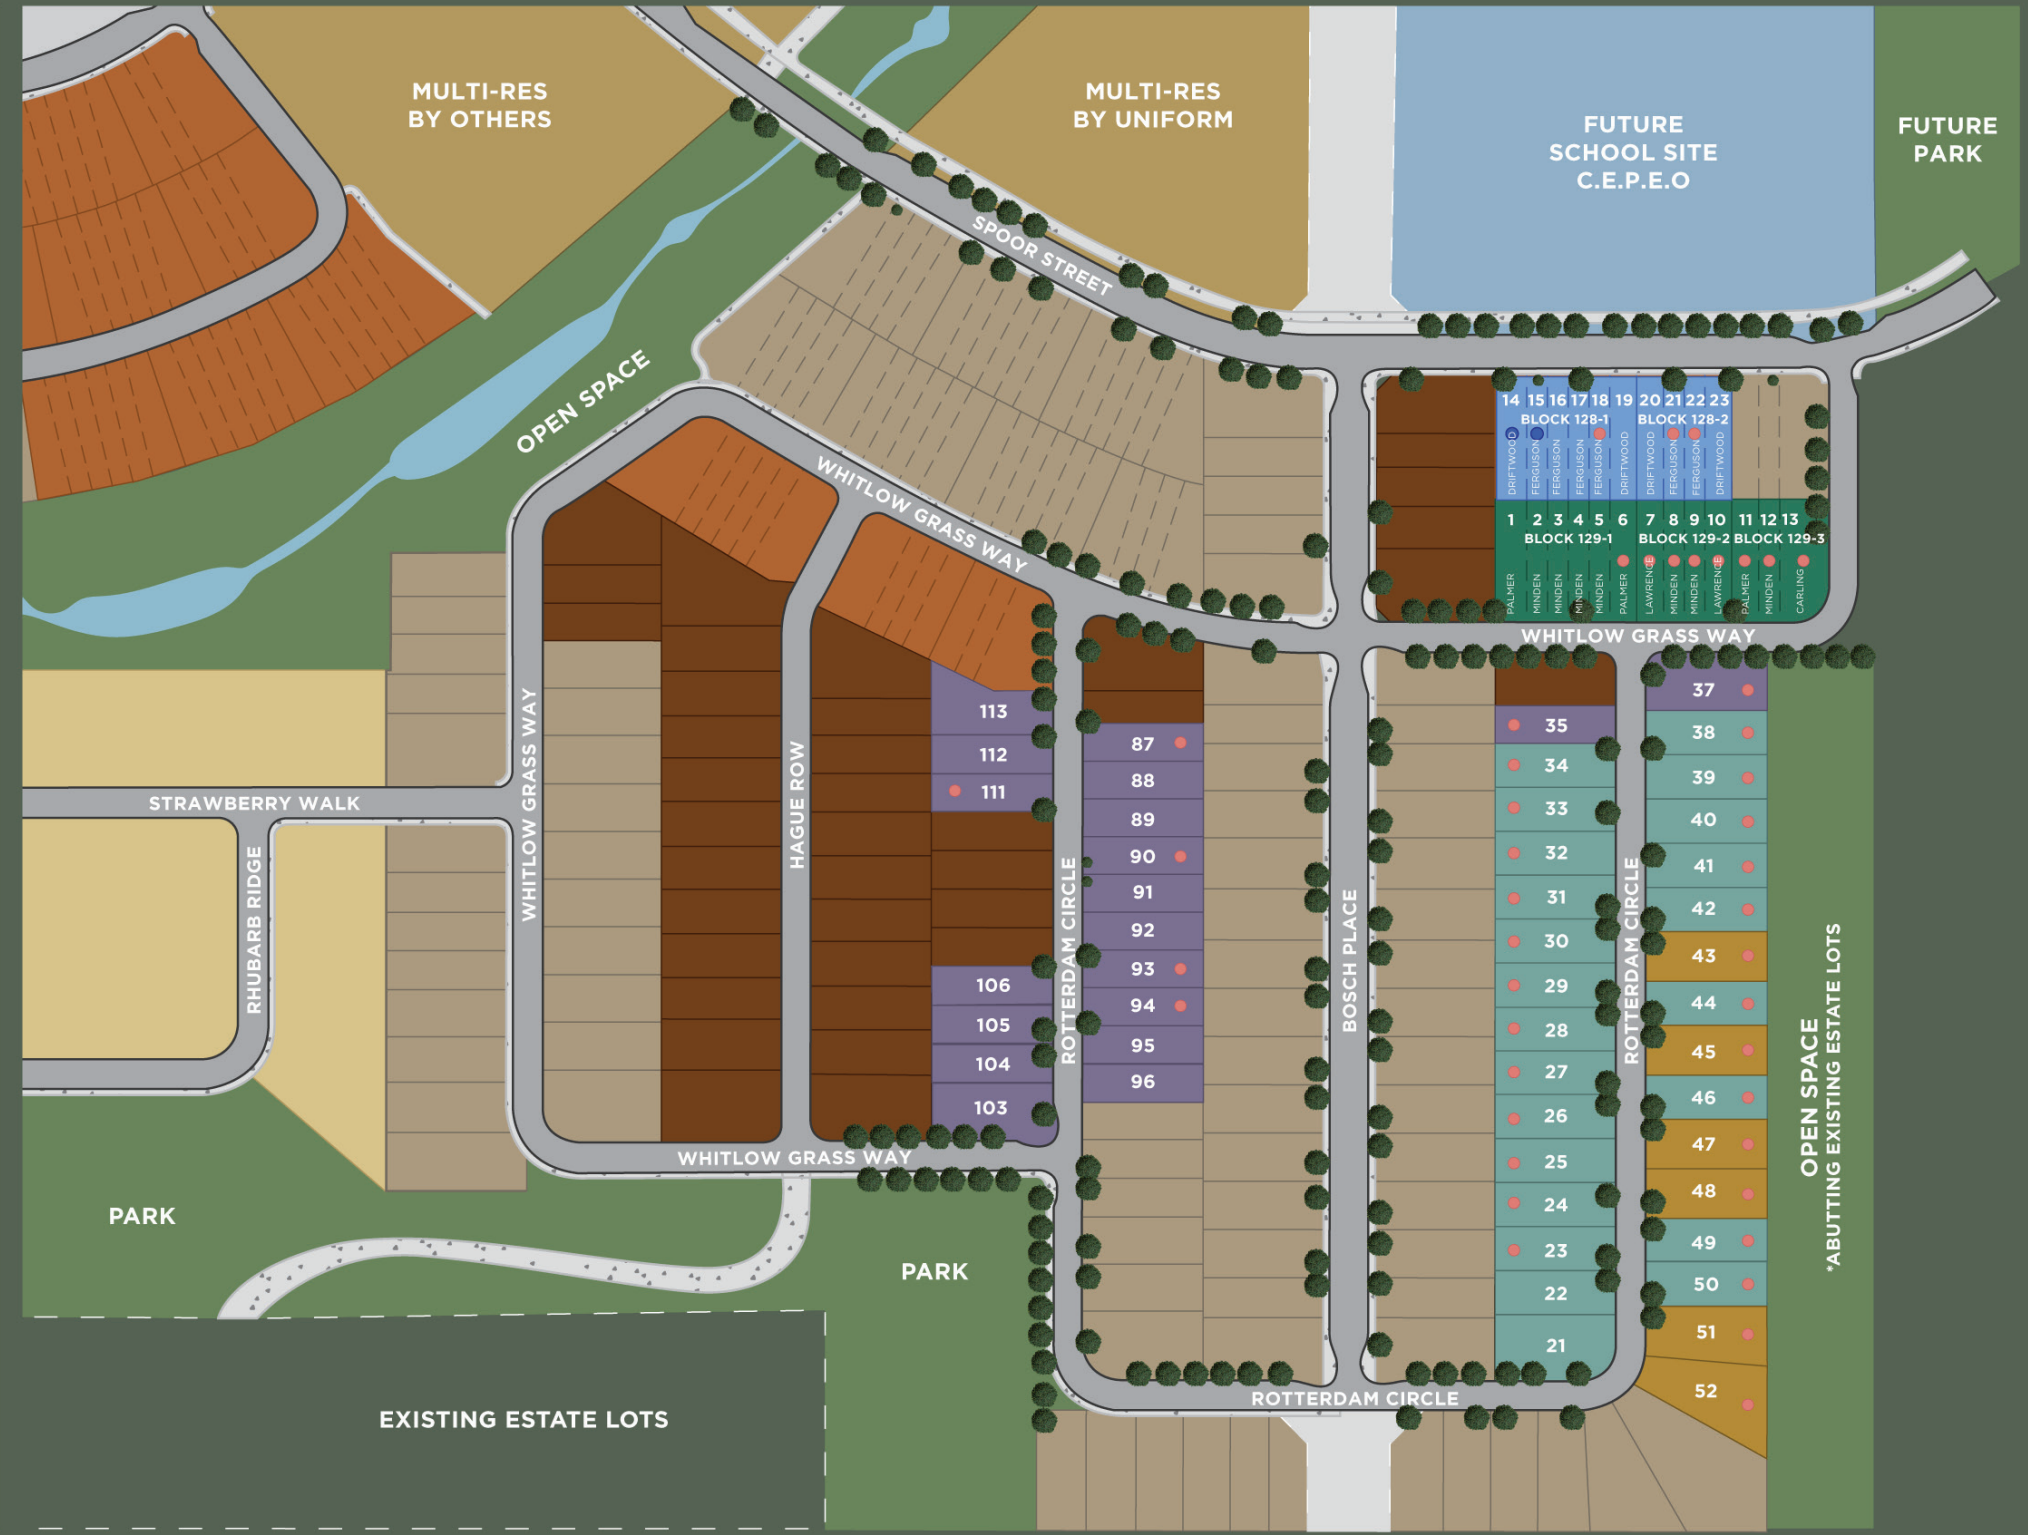 MULTI-RES
BY OTHERS
MULTI-RES
BY UNIFORM
FUTURE
SCHOOL SITE
C.E.P.E.O
FUTURE
PARK
SPOOR STREET
OPEN SPACE
WHITLOW GRASS WAY
14 15 16 17 18 19 20 21 22 23
BLOCK 128-1 BLOCK 128-2
DRIFTWOOD FERGUSON FERGUSON FERGUSON FERGUSON DRIFTWOOD DRIFTWOOD FERGUSON FERGUSON DRIFTWOOD
1 2 3 4 5 6 7 8 9 10 11 12 13
BLOCK 129-1 BLOCK 129-2 BLOCK 129-3
PALMER MINDEN MINDEN MINDEN MINDEN PALMER LAWRENCE MINDEN MINDEN LAWRENCE PALMER MINDEN CARLING
WHITLOW GRASS WAY
STRAWBERRY WALK
RHUBARB RIDGE
WHITLOW GRASS WAY
HAGUE ROW
113
112
111
106
105
104
103
ROTTERDAM CIRCLE
87
88
89
90
91
92
93
94
95
96
BOSCH PLACE
35
34
33
32
31
30
29
28
27
26
25
24
23
22
21
ROTTERDAM CIRCLE
37
38
39
40
41
42
43
44
45
46
47
48
49
50
51
52
OPEN SPACE
*ABUTTING EXISTING ESTATE LOTS
WHITLOW GRASS WAY
PARK
PARK
ROTTERDAM CIRCLE
EXISTING ESTATE LOTS